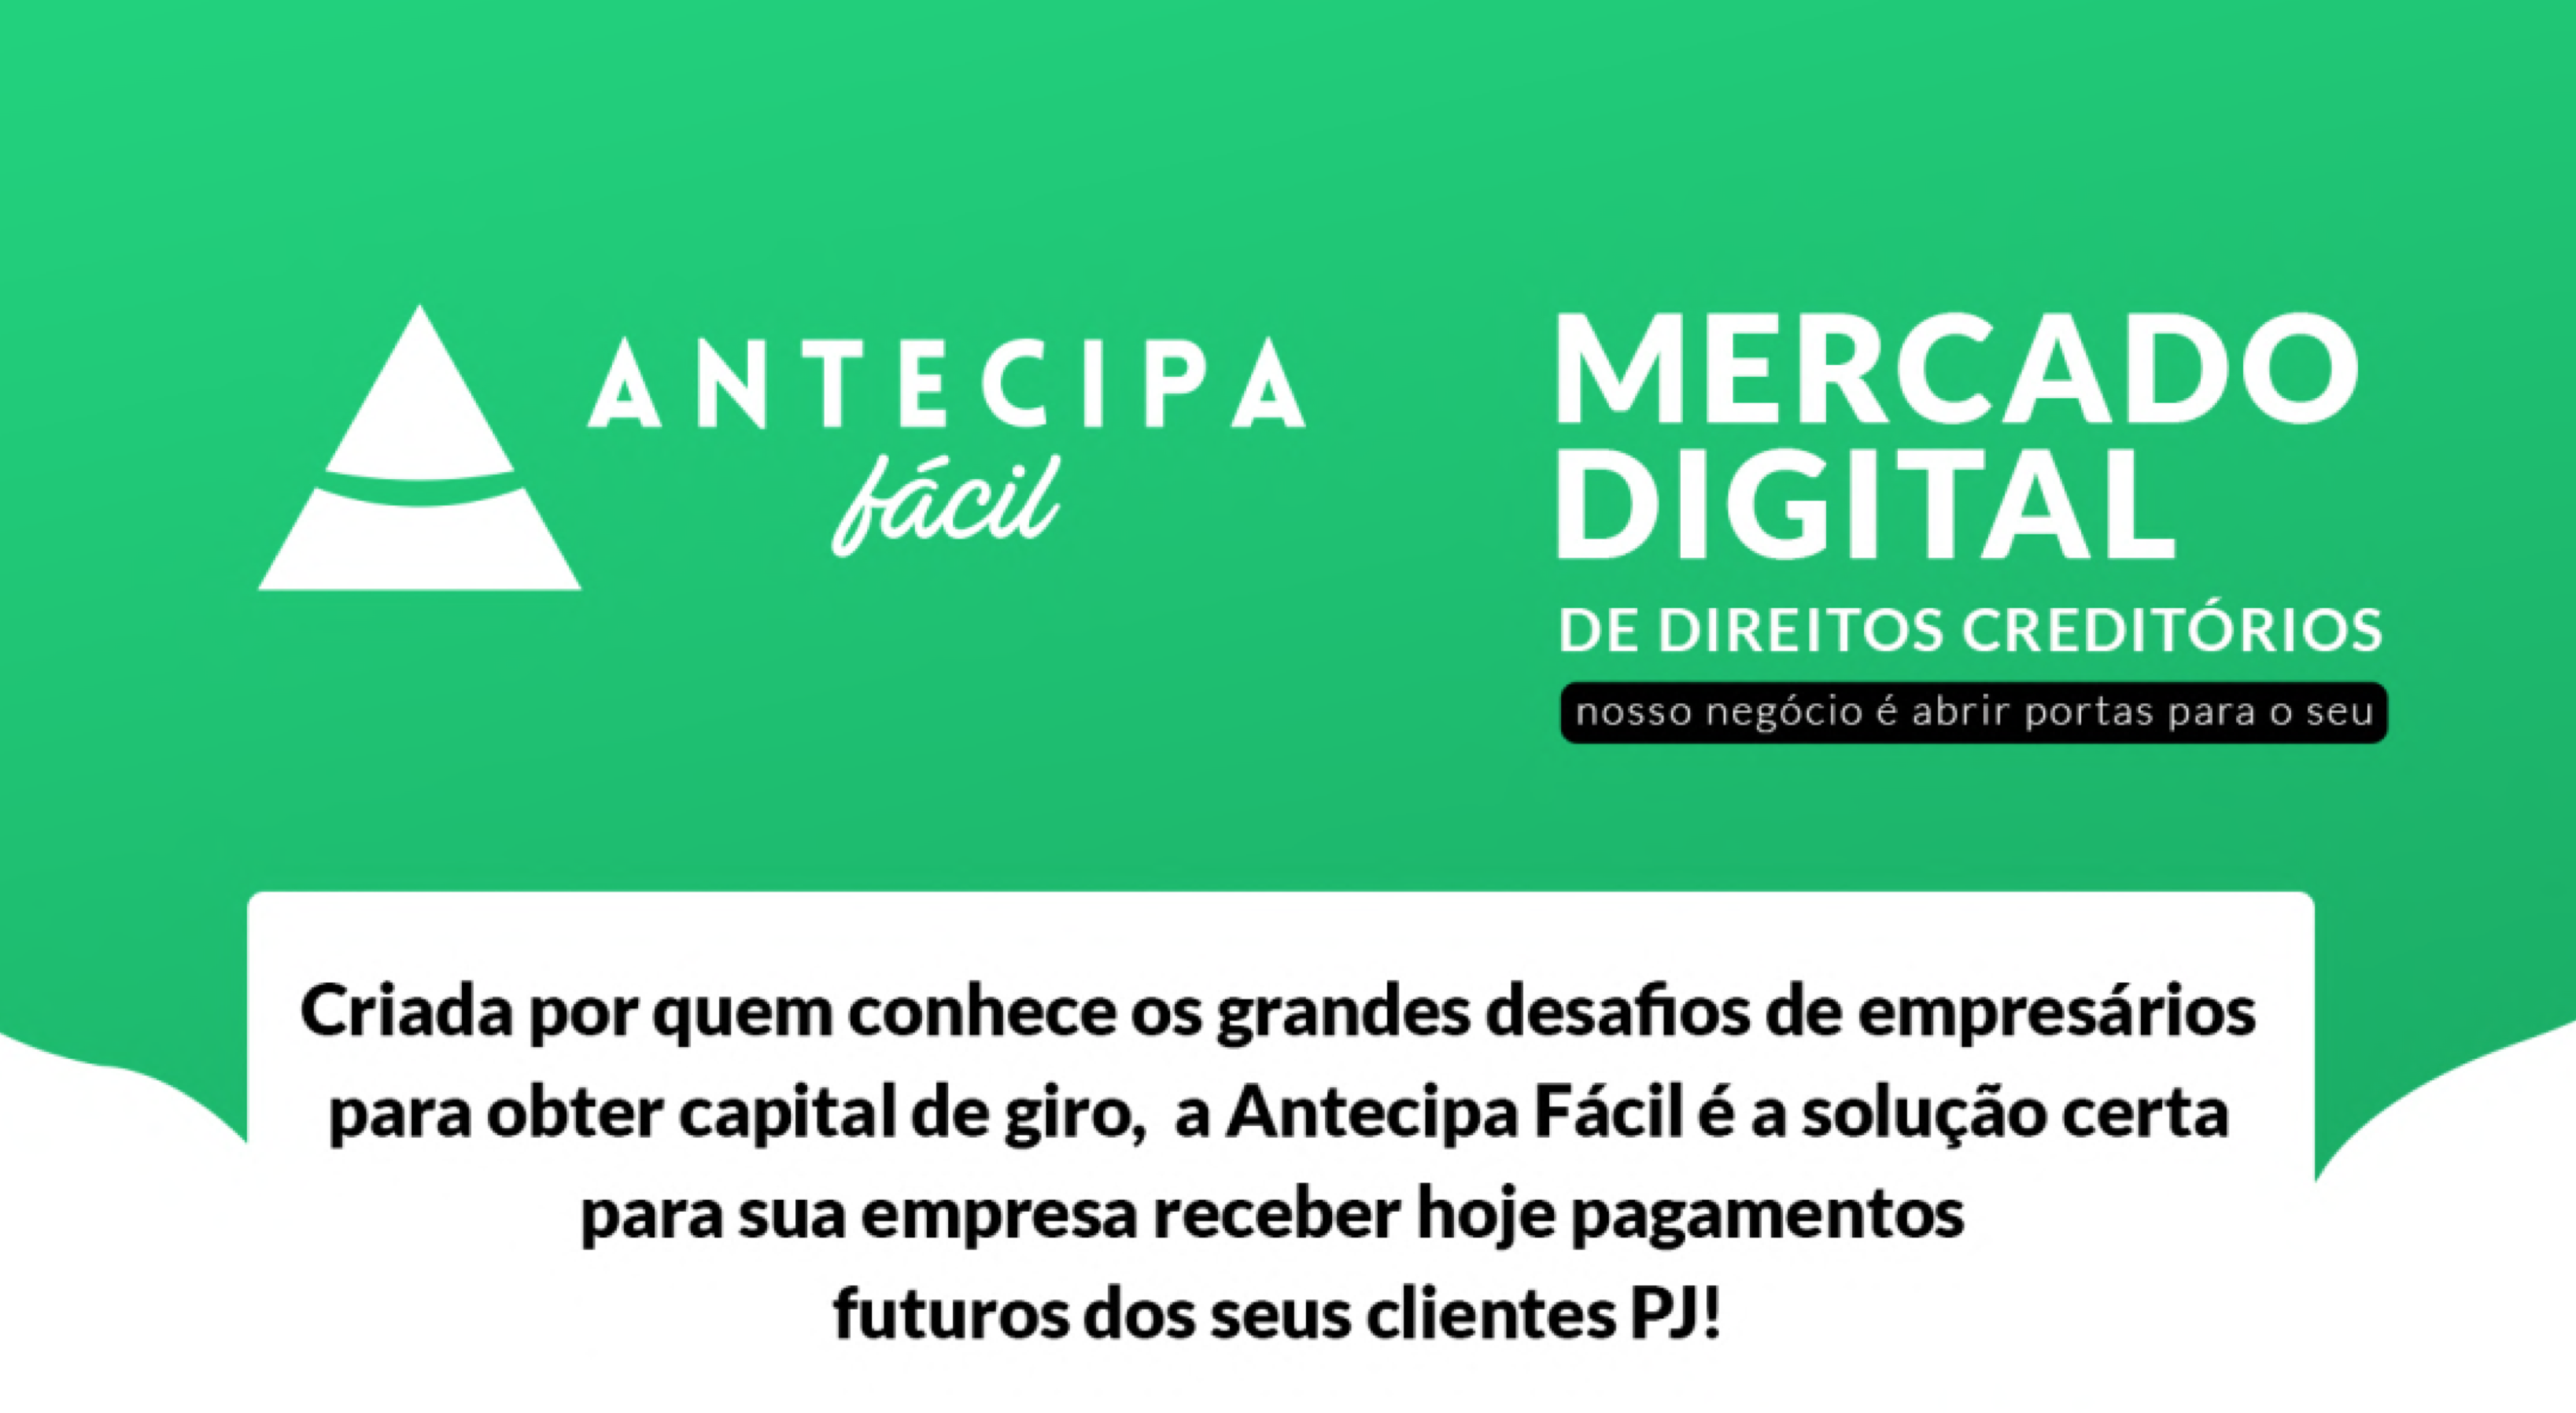 ANTECIPA
fácil
MERCADO
DIGITAL
DE DIREITOS CREDITÓRIOS
nosso negócio é abrir portas para o seu
Criada por quem conhece os grandes desafios de empresários
para obter capital de giro, a Antecipa Fácil é a solução certa
para sua empresa receber hoje pagamentos
futuros dos seus clientes PJ!